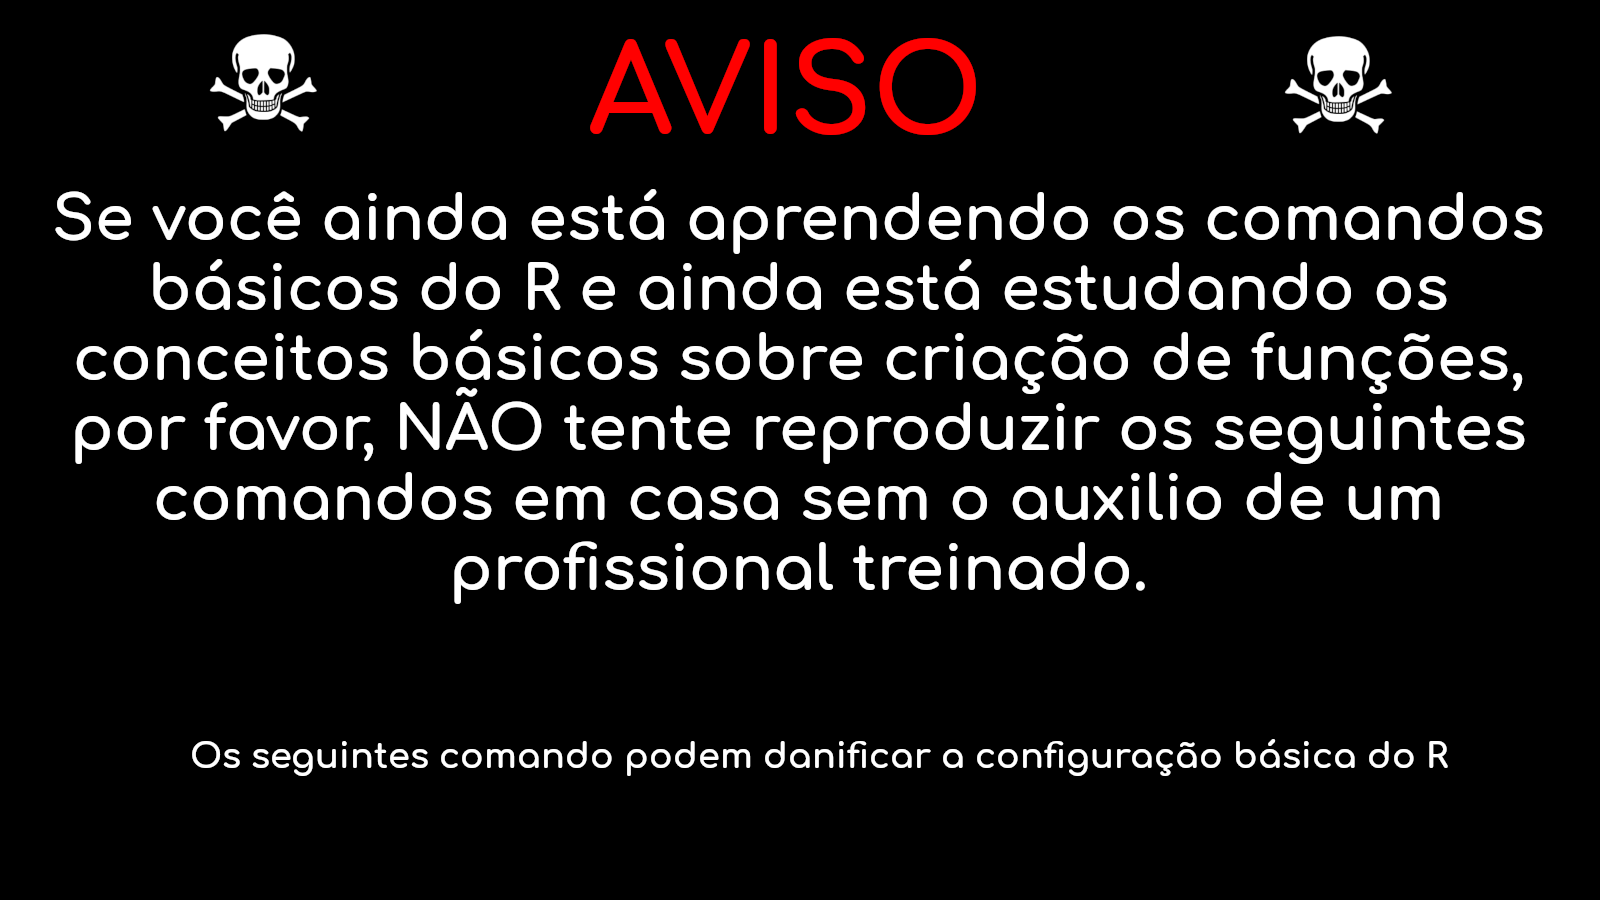 AVISO
Se você ainda está aprendendo os comandos
básicos do R e ainda está estudando os
conceitos básicos sobre criação de funções,
por favor, NÃO tente reproduzir os seguintes
comandos em casa sem o auxilio de um
profissional treinado.
Os seguintes comando podem danificar a configuração básica do R